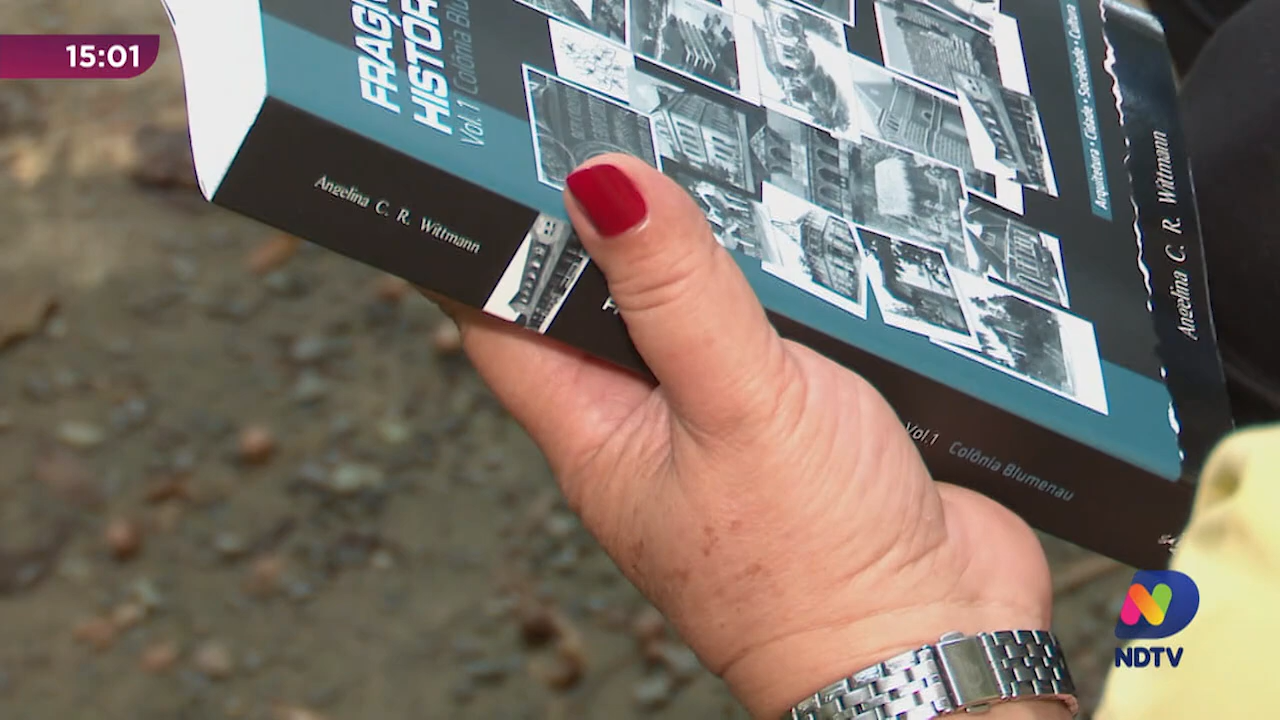 15:01
FRAG
HISTÓR
Vol. 1 Colônia Blu
Arquitetura • Cidade • Sociedade • Cultura
Angelina C. R. Wittmann
Angelina C. R. Wittmann
Vol.1 Colônia Blumenau
NDTV